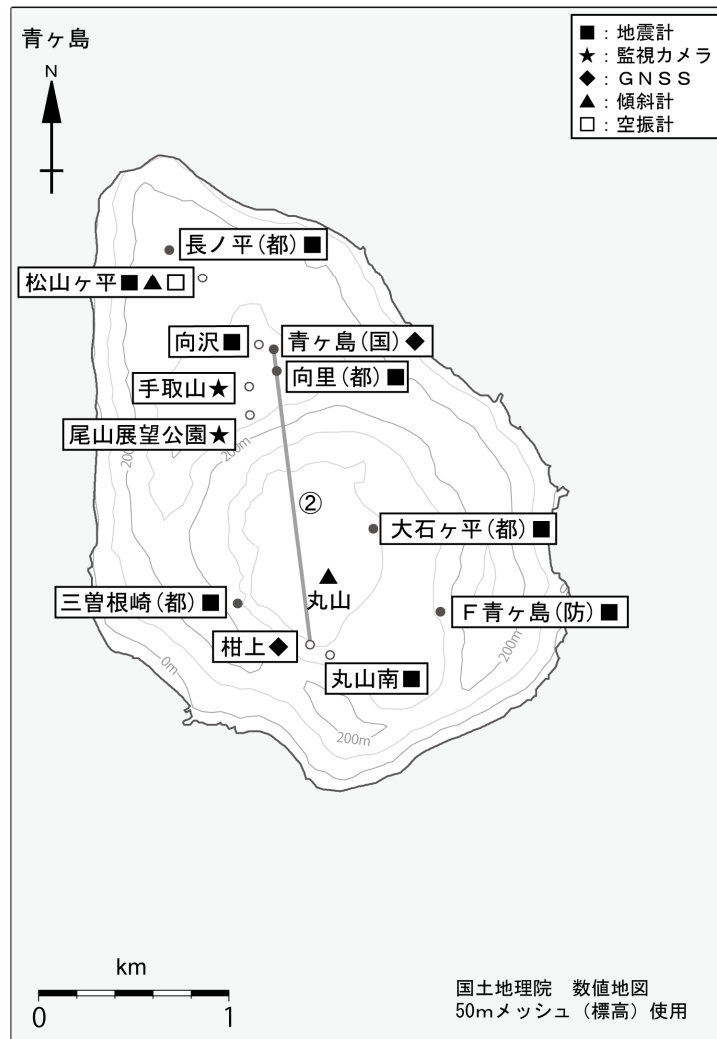 青ヶ島
N
■：地震計
★：監視カメラ
◆：ＧＮＳＳ
▲：傾斜計
□：空振計
長ノ平(都)■
松山ヶ平■▲□
向沢■
青ヶ島(国)◆
向里(都)■
手取山★
尾山展望公園★
200m
200m
②
大石ヶ平(都)■
丸山
三曽根崎(都)■
Ｆ青ヶ島(防)■
柑上◆
丸山南■
0m
0m
200m
200m
km
0 1
国土地理院　数値地図
50mメッシュ（標高）使用